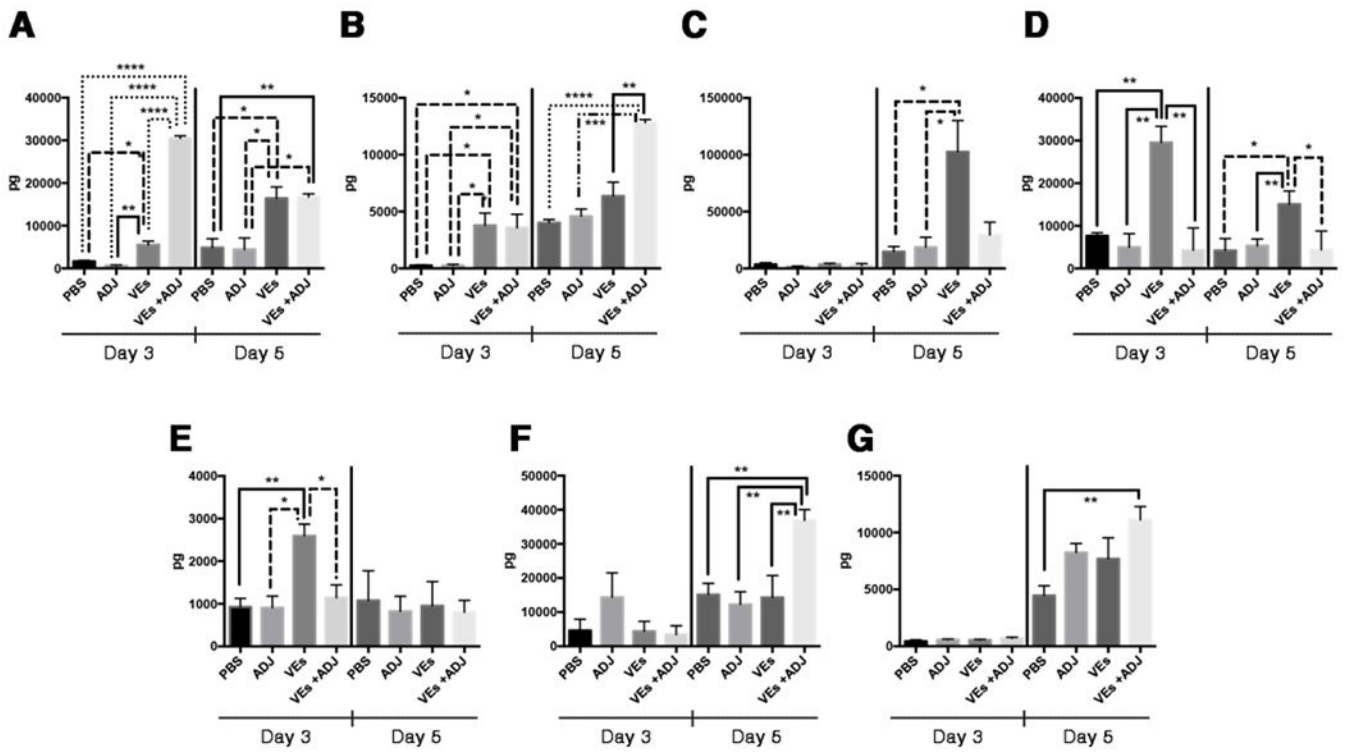 A
B
C
D
****
****
****
*
**
**
*
*
*
40000
30000
20000
10000
0
pg
PBS
ADJ
VEs
VEs +ADJ
PBS
ADJ
VEs
VEs +ADJ
Day 3
Day 5
*
*
*
*
****
**
***
15000
10000
5000
0
pg
PBS
ADJ
VEs
VEs +ADJ
PBS
ADJ
VEs
VEs +ADJ
Day 3
Day 5
*
*
150000
100000
50000
0
pg
PBS
ADJ
VEs
VEs +ADJ
PBS
ADJ
VEs
VEs +ADJ
Day 3
Day 5
**
**
**
*
*
**
40000
30000
20000
10000
0
pg
PBS
ADJ
VEs
VEs +ADJ
PBS
ADJ
VEs
VEs +ADJ
Day 3
Day 5
E
F
G
**
*
*
4000
3000
2000
1000
0
pg
PBS
ADJ
VEs
VEs +ADJ
PBS
ADJ
VEs
VEs +ADJ
Day 3
Day 5
**
**
**
50000
40000
30000
20000
10000
0
pg
PBS
ADJ
VEs
VEs +ADJ
PBS
ADJ
VEs
VEs +ADJ
Day 3
Day 5
**
15000
10000
5000
0
pg
PBS
ADJ
VEs
VEs +ADJ
PBS
ADJ
VEs
VEs +ADJ
Day 3
Day 5